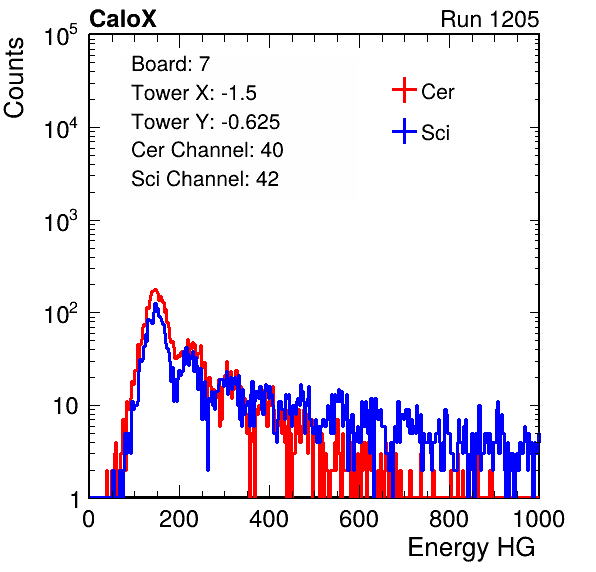 CaloX Run 1205
Counts
10^5
10^4
10^3
10^2
10
1
Board: 7
Tower X: -1.5
Tower Y: -0.625
Cer Channel: 40
Sci Channel: 42
Cer
Sci
0 200 400 600 800 1000
Energy HG